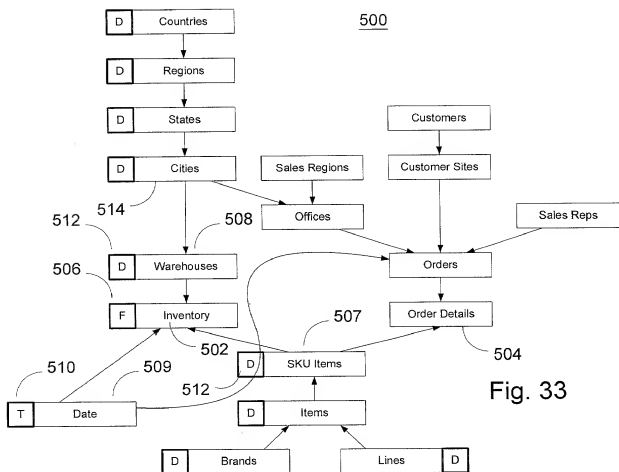 D Countries
500
D Regions
D States
Customers
D Cities
Sales Regions
Customer Sites
514
512
508
Offices
Sales Reps
D Warehouses
Orders
506
F Inventory
507
Order Details
502
504
510
509
512
D SKU Items
Fig. 33
T Date
D Items
D Brands
Lines D